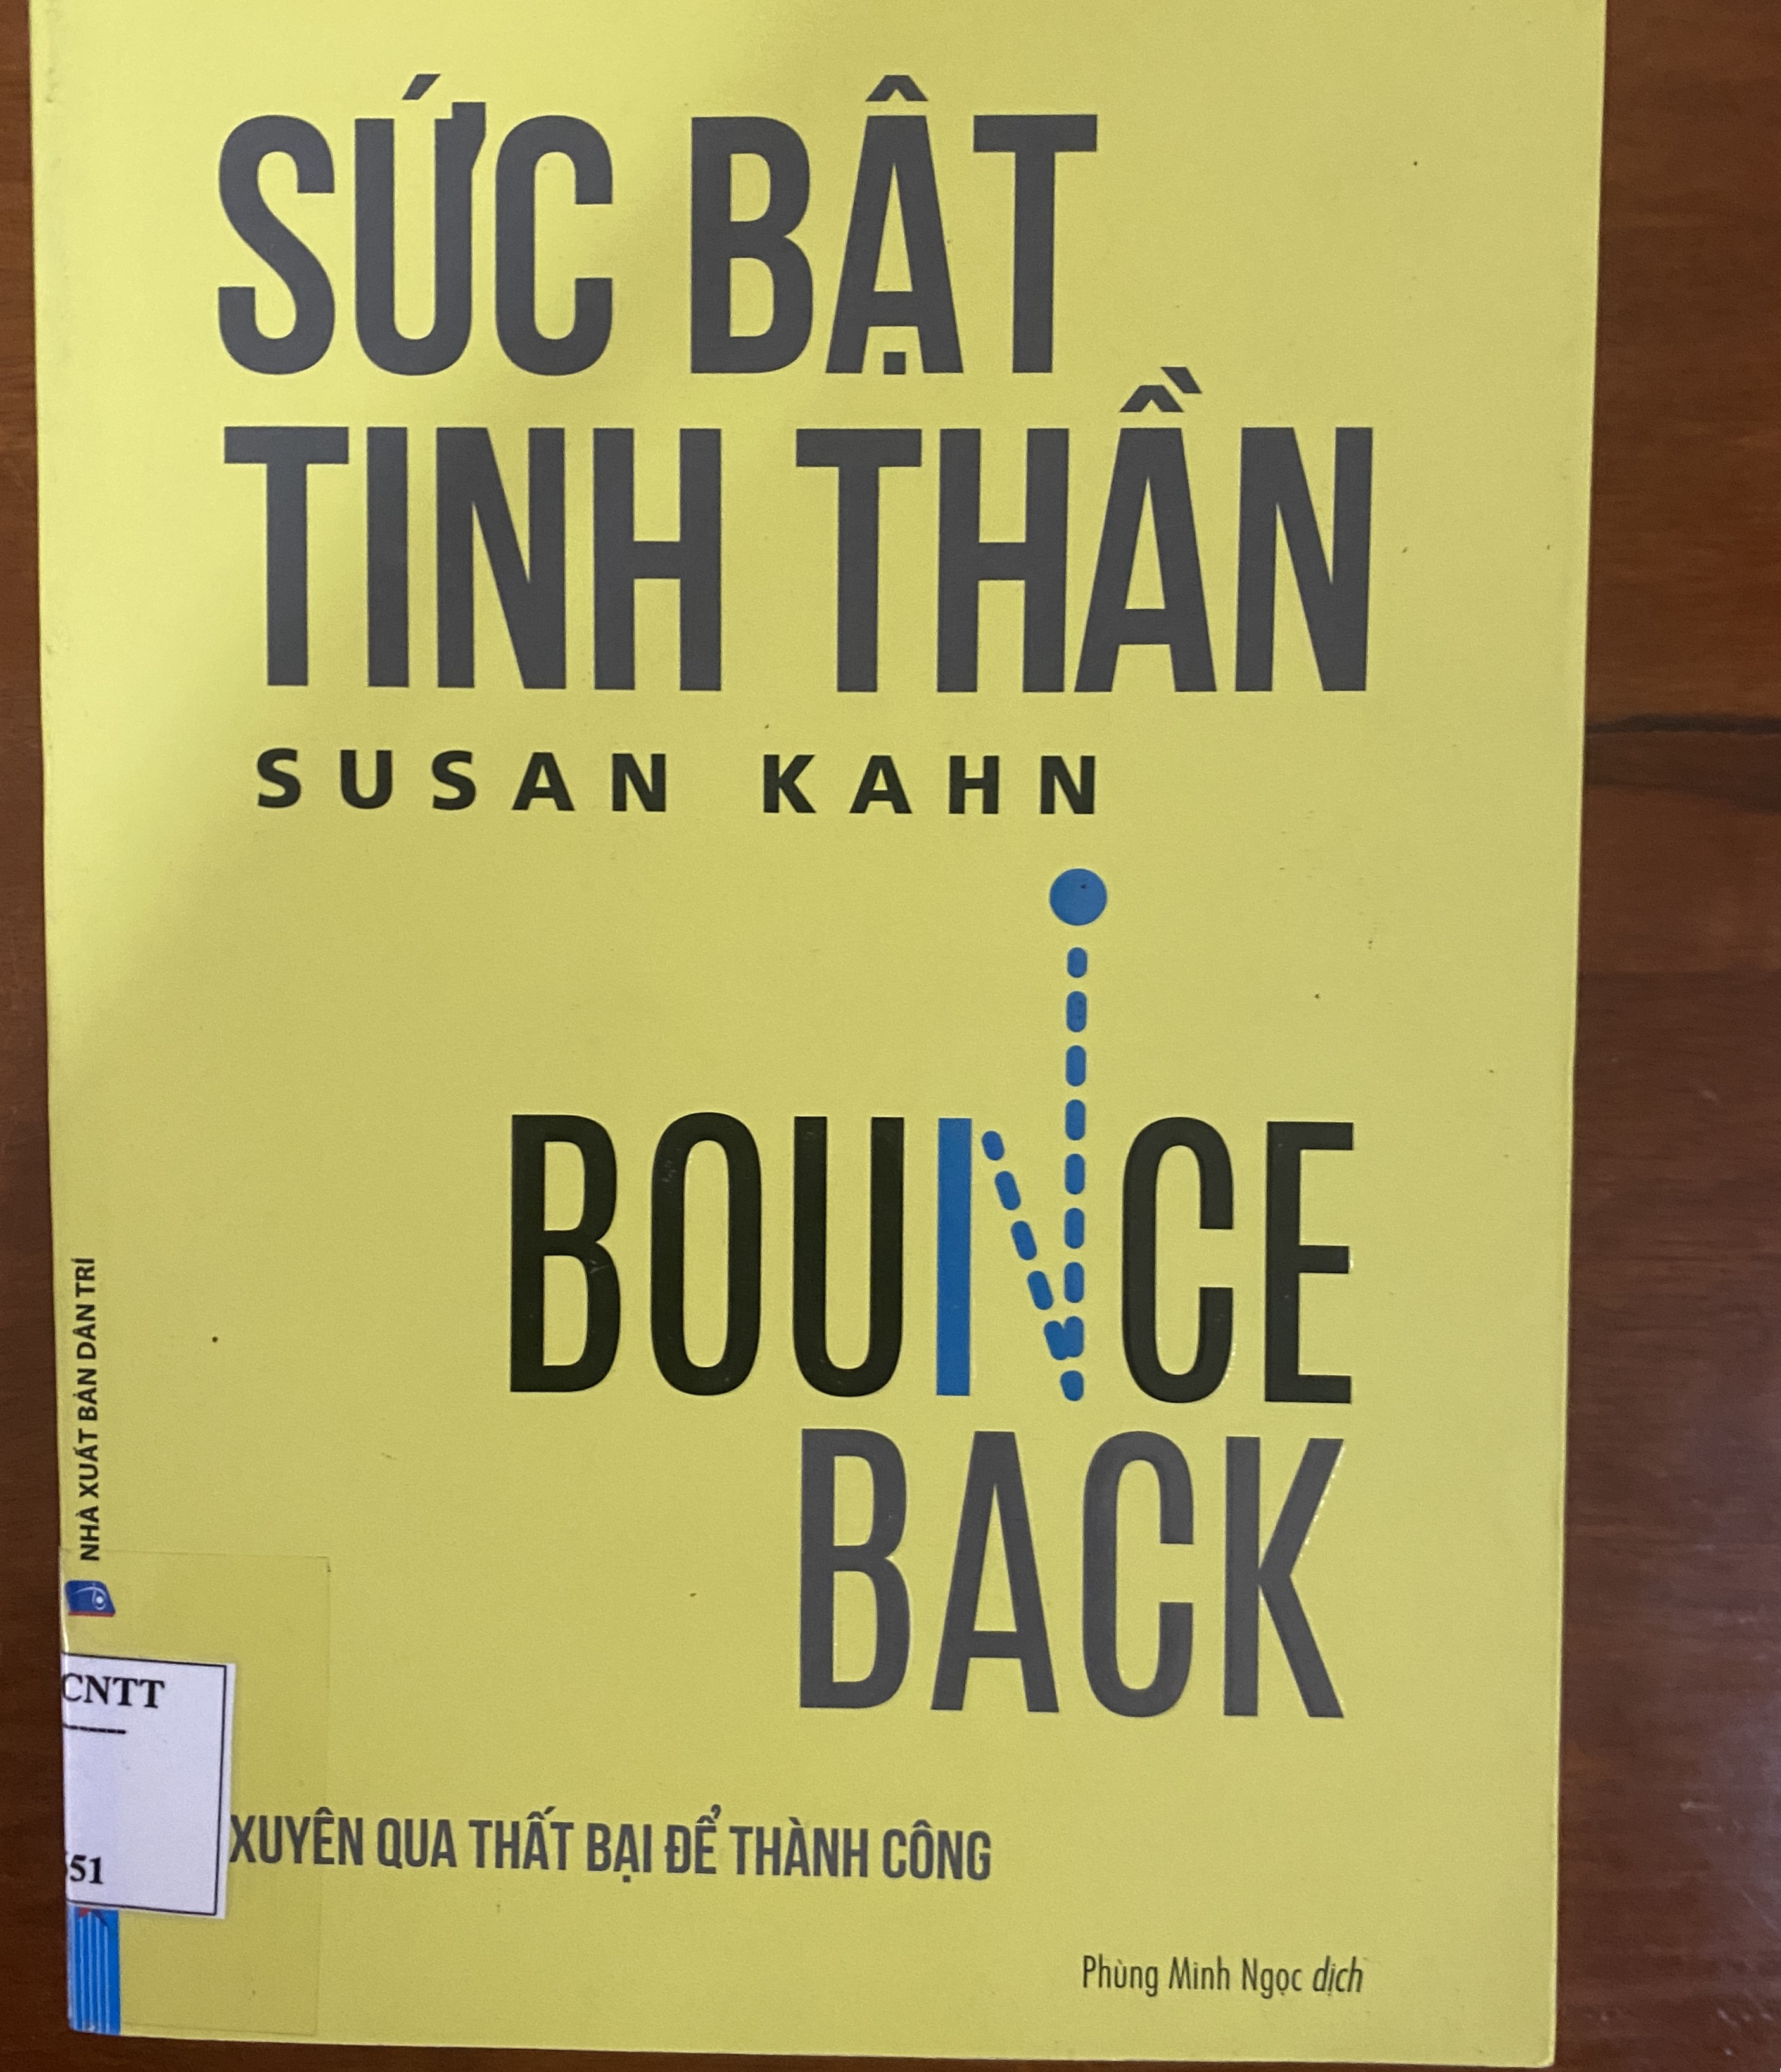 SỨC BẬT
TINH THẦN
SUSAN KAHN
BOUNCE
BACK
NHÀ XUẤT BẢN DÂN TRÍ
CNTT
51
XUYÊN QUA THẤT BẠI ĐỂ THÀNH CÔNG
Phùng Minh Ngọc dịch